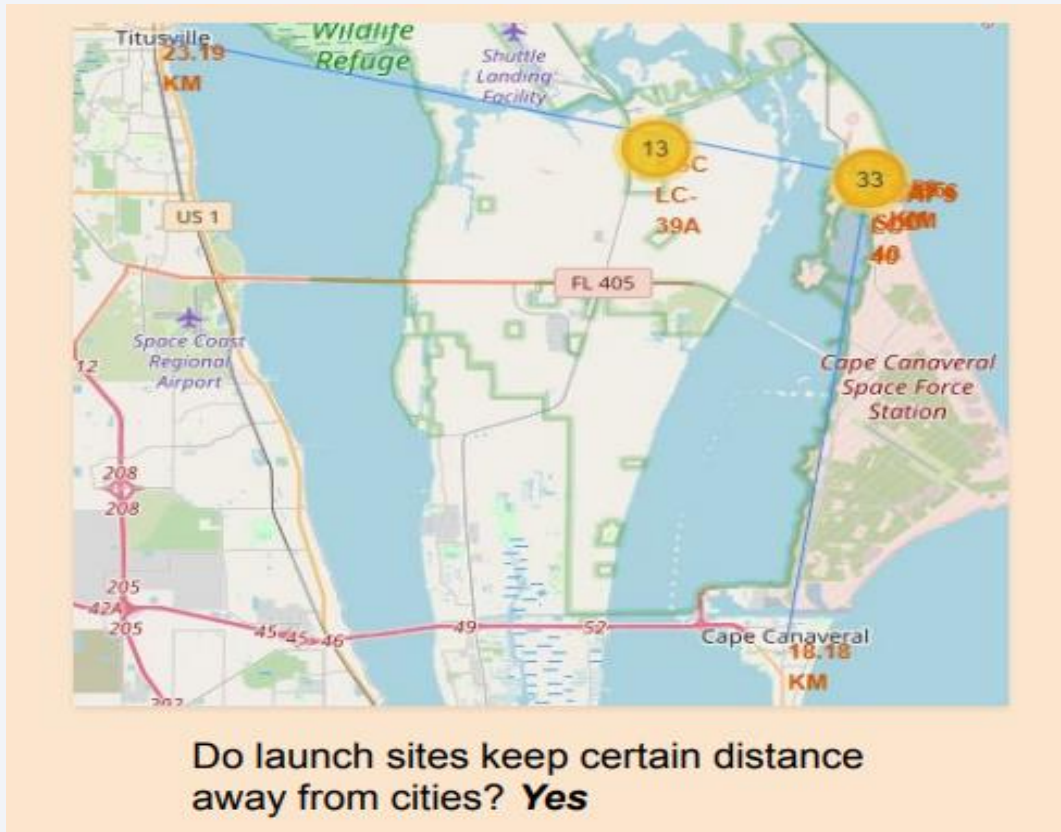 Titusville
23.19
KM
Wildlife
Refuge
Shuttle
Landing
Facility
13
LC-
39A
33
40
US 1
FL 405
Space Coast
Regional
Airport
12
Cape Canaveral
Space Force
Station
208
208
205
42A
205
45
45
46
49
52
Cape Canaveral
18.18
KM
Do launch sites keep certain distance
away from cities? Yes